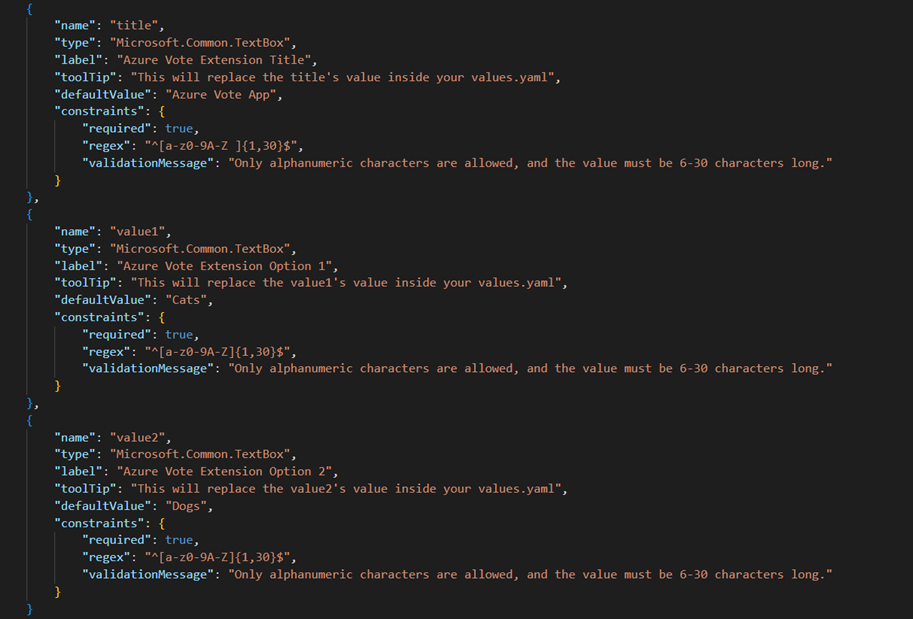 {
"name": "title",
"type": "Microsoft.Common.TextBox",
"label": "Azure Vote Extension Title",
"toolTip": "This will replace the title's value inside your values.yaml",
"defaultValue": "Azure Vote App",
"constraints": {
"required": true,
"regex": "^[a-z0-9A-Z ]{1,30}$",
"validationMessage": "Only alphanumeric characters are allowed, and the value must be 6-30 characters long."
}
},
{
"name": "value1",
"type": "Microsoft.Common.TextBox",
"label": "Azure Vote Extension Option 1",
"toolTip": "This will replace the value1's value inside your values.yaml",
"defaultValue": "Cats",
"constraints": {
"required": true,
"regex": "^[a-z0-9A-Z]{1,30}$",
"validationMessage": "Only alphanumeric characters are allowed, and the value must be 6-30 characters long."
}
},
{
"name": "value2",
"type": "Microsoft.Common.TextBox",
"label": "Azure Vote Extension Option 2",
"toolTip": "This will replace the value2's value inside your values.yaml",
"defaultValue": "Dogs",
"constraints": {
"required": true,
"regex": "^[a-z0-9A-Z]{1,30}$",
"validationMessage": "Only alphanumeric characters are allowed, and the value must be 6-30 characters long."
}
}